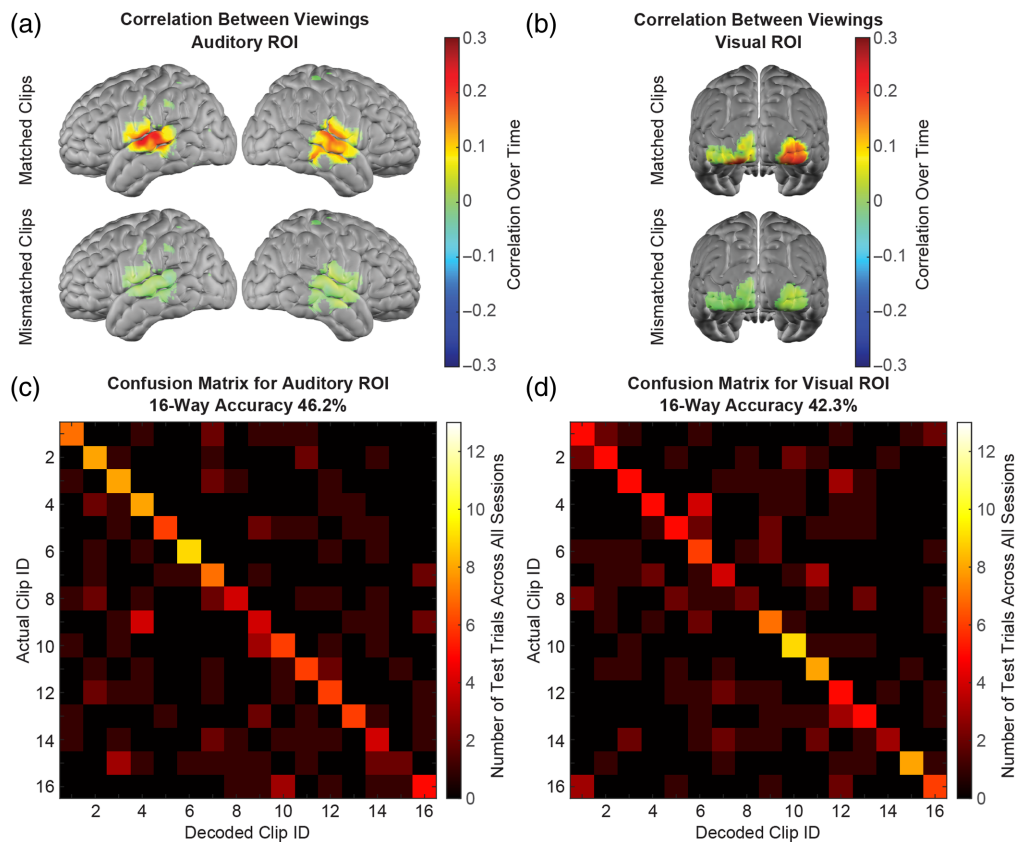 (a)
Correlation Between Viewings
Auditory ROI
Matched Clips
Mismatched Clips
0.3
0.2
0.1
0
−0.1
−0.2
−0.3
Correlation Over Time
(b)
Correlation Between Viewings
Visual ROI
Matched Clips
Mismatched Clips
0.3
0.2
0.1
0
−0.1
−0.2
−0.3
Correlation Over Time
(c)
Confusion Matrix for Auditory ROI
16-Way Accuracy 46.2%
Actual Clip ID
2
4
6
8
10
12
14
16
2 4 6 8 10 12 14 16
Decoded Clip ID
12
10
8
6
4
2
0
Number of Test Trials Across All Sessions
(d)
Confusion Matrix for Visual ROI
16-Way Accuracy 42.3%
Actual Clip ID
2
4
6
8
10
12
14
16
2 4 6 8 10 12 14 16
Decoded Clip ID
12
10
8
6
4
2
0
Number of Test Trials Across All Sessions